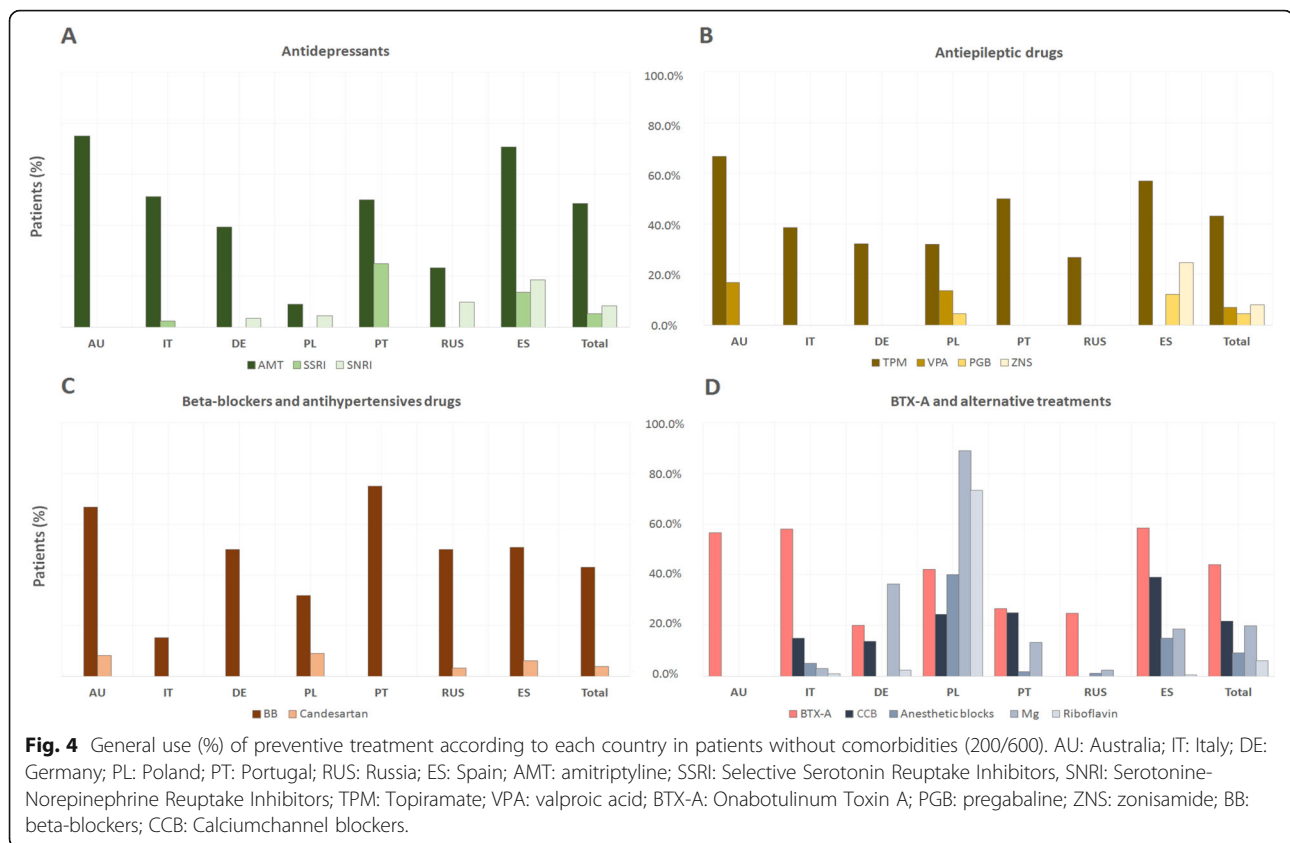 A
Antidepressants
Patients (%)
AU IT DE PL PT RUS ES Total
AMT SSRI SNRI
100.0%
80.0%
60.0%
40.0%
20.0%
0.0%
B
Antiepileptic drugs
AU IT DE PL PT RUS ES Total
TPM VPA PGB ZNS
C
Beta-blockers and antihypertensives drugs
Patients (%)
AU IT DE PL PT RUS ES Total
BB Candesartan
100.0%
80.0%
60.0%
40.0%
20.0%
0.0%
D
BTX-A and alternative treatments
AU IT DE PL PT RUS ES Total
BTX-A CCB Anesthetic blocks Mg Riboflavin
Fig. 4 General use (%) of preventive treatment according to each country in patients without comorbidities (200/600). AU: Australia; IT: Italy; DE:
Germany; PL: Poland; PT: Portugal; RUS: Russia; ES: Spain; AMT: amitriptyline; SSRI: Selective Serotonin Reuptake Inhibitors, SNRI: Serotonine-
Norepinephrine Reuptake Inhibitors; TPM: Topiramate; VPA: valproic acid; BTX-A: Onabotulinum Toxin A; PGB: pregabaline; ZNS: zonisamide; BB:
beta-blockers; CCB: Calciumchannel blockers.